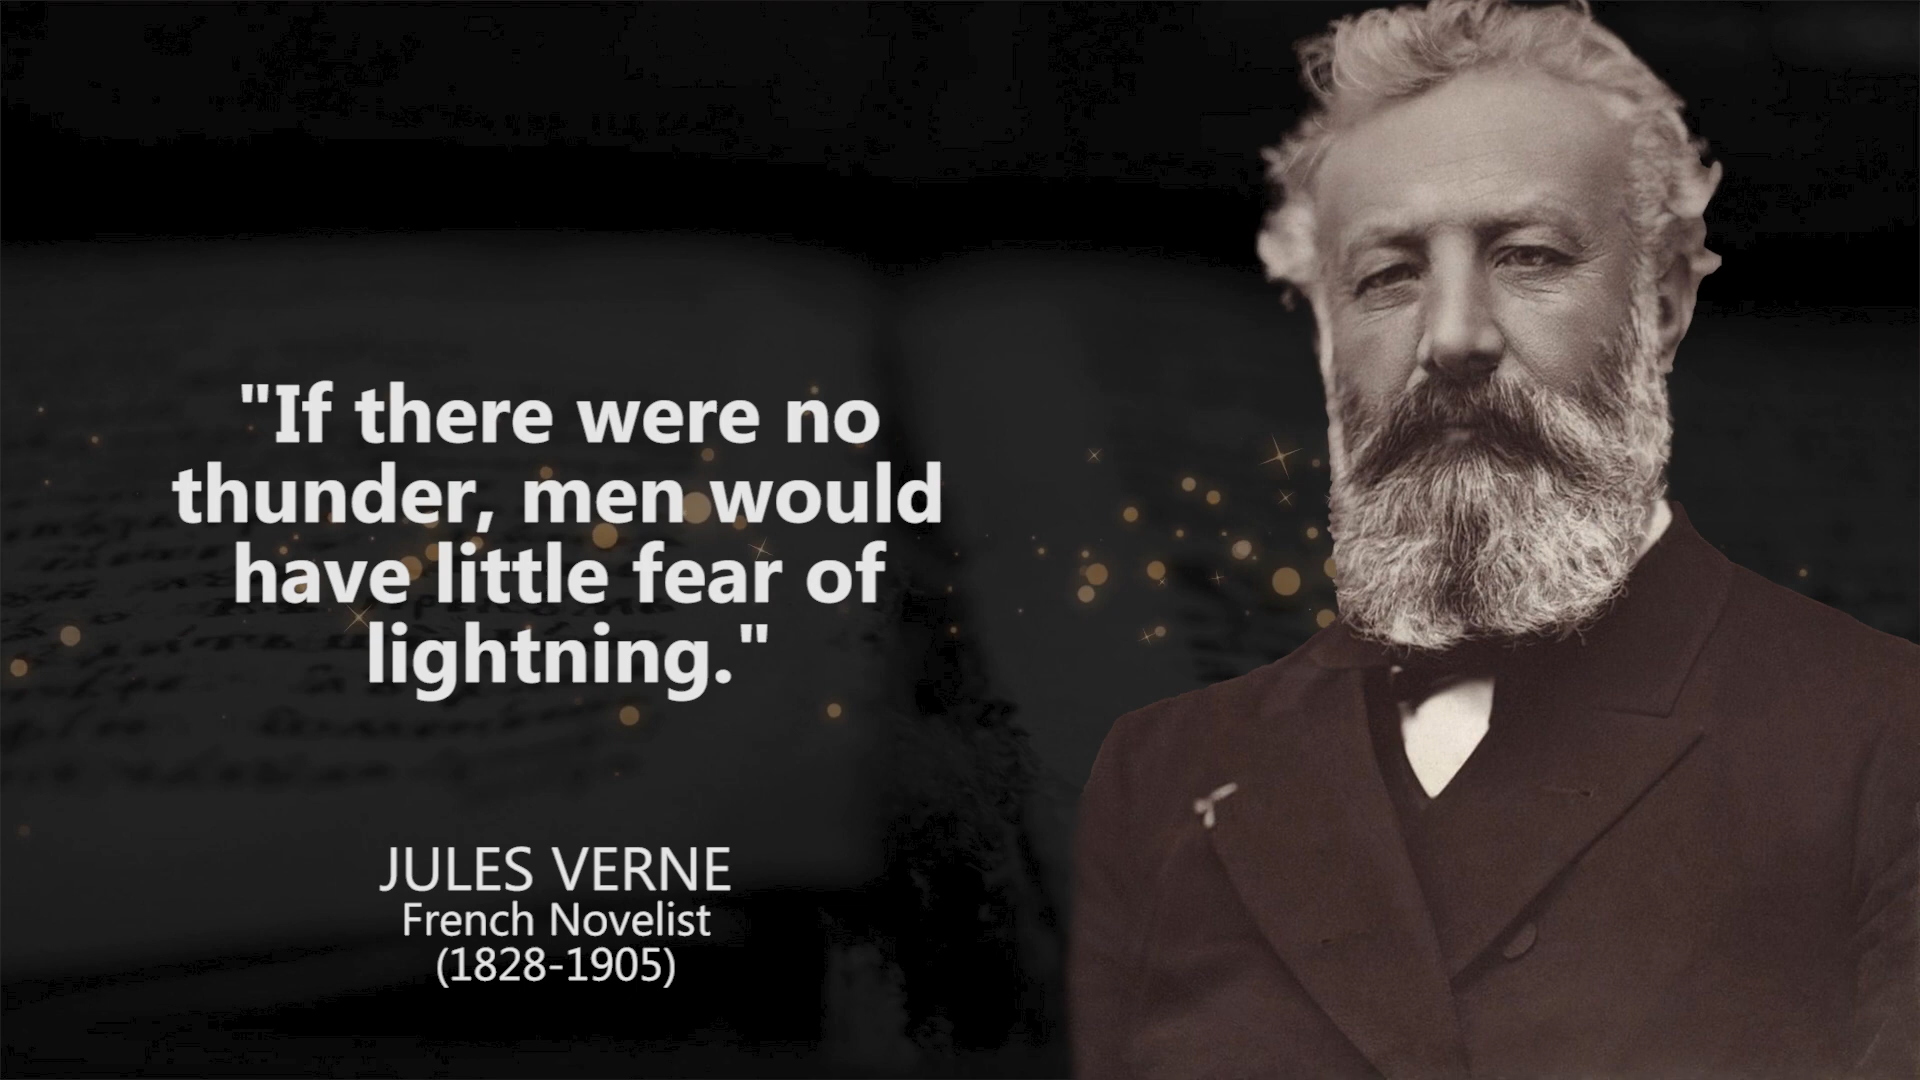 "If there were no
thunder, men would
have little fear of
lightning."
JULES VERNE
French Novelist
(1828-1905)